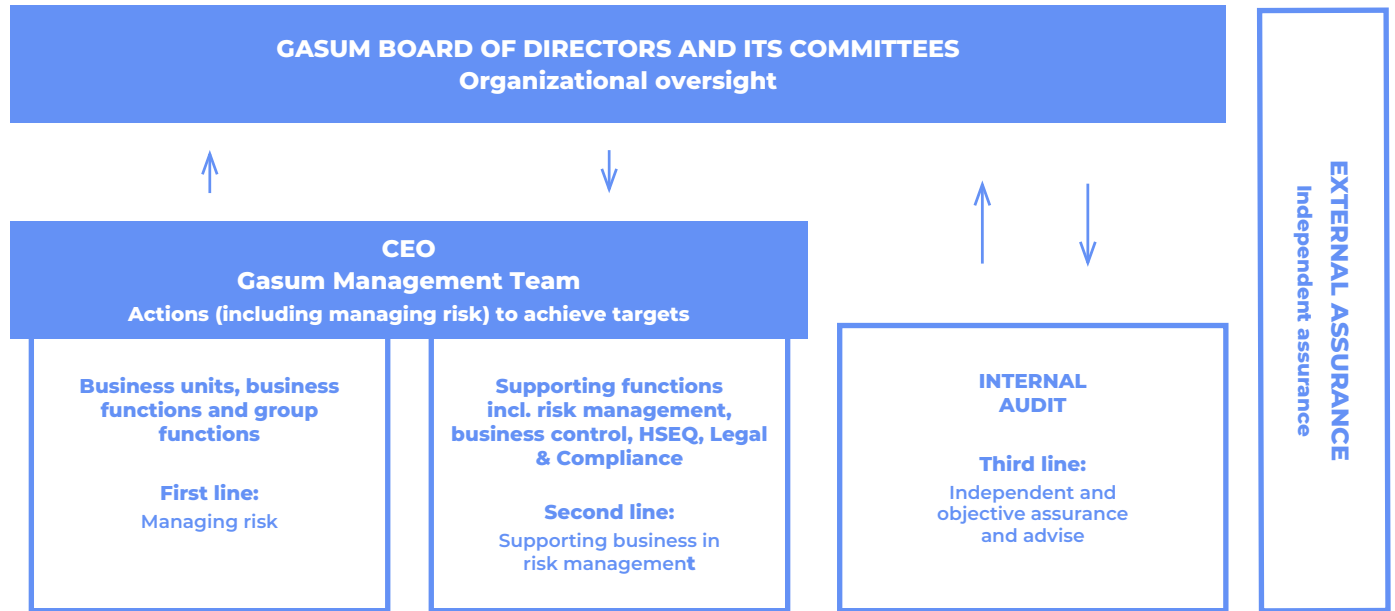 GASUM BOARD OF DIRECTORS AND ITS COMMITTEES
Organizational oversight
CEO
Gasum Management Team
Actions (including managing risk) to achieve targets
Business units, business
functions and group
functions
First line:
Managing risk
Supporting functions
incl. risk management,
business control, HSEQ, Legal
& Compliance
Second line:
Supporting business in
risk management
INTERNAL
AUDIT
Third line:
Independent and
objective assurance
and advise
EXTERNAL ASSURANCE
Independent assurance